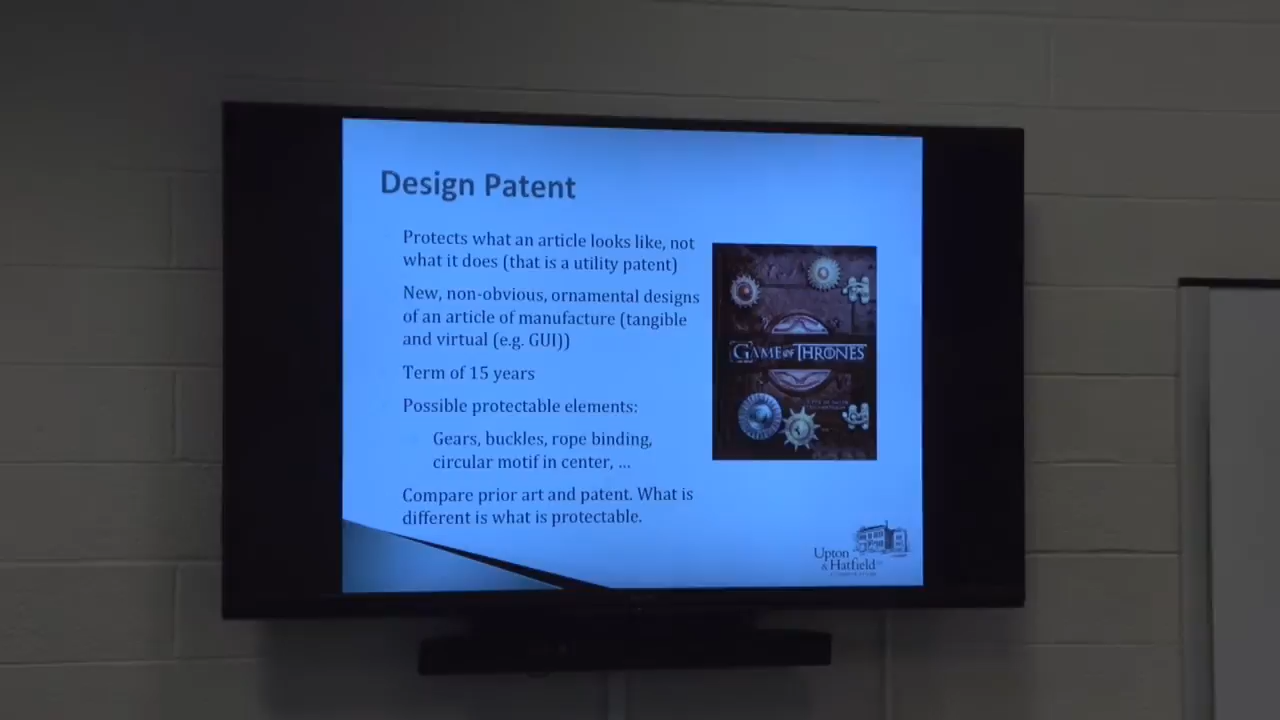 Design Patent
Protects what an article looks like, not
what it does (that is a utility patent)
New, non-obvious, ornamental designs
of an article of manufacture (tangible
and virtual (e.g. GUI))
Term of 15 years
Possible protectable elements:
Gears, buckles, rope binding,
circular motif in center, ...
Compare prior art and patent. What is
different is what is protectable.
GAME OF THRONES
Upton
& Hatfield